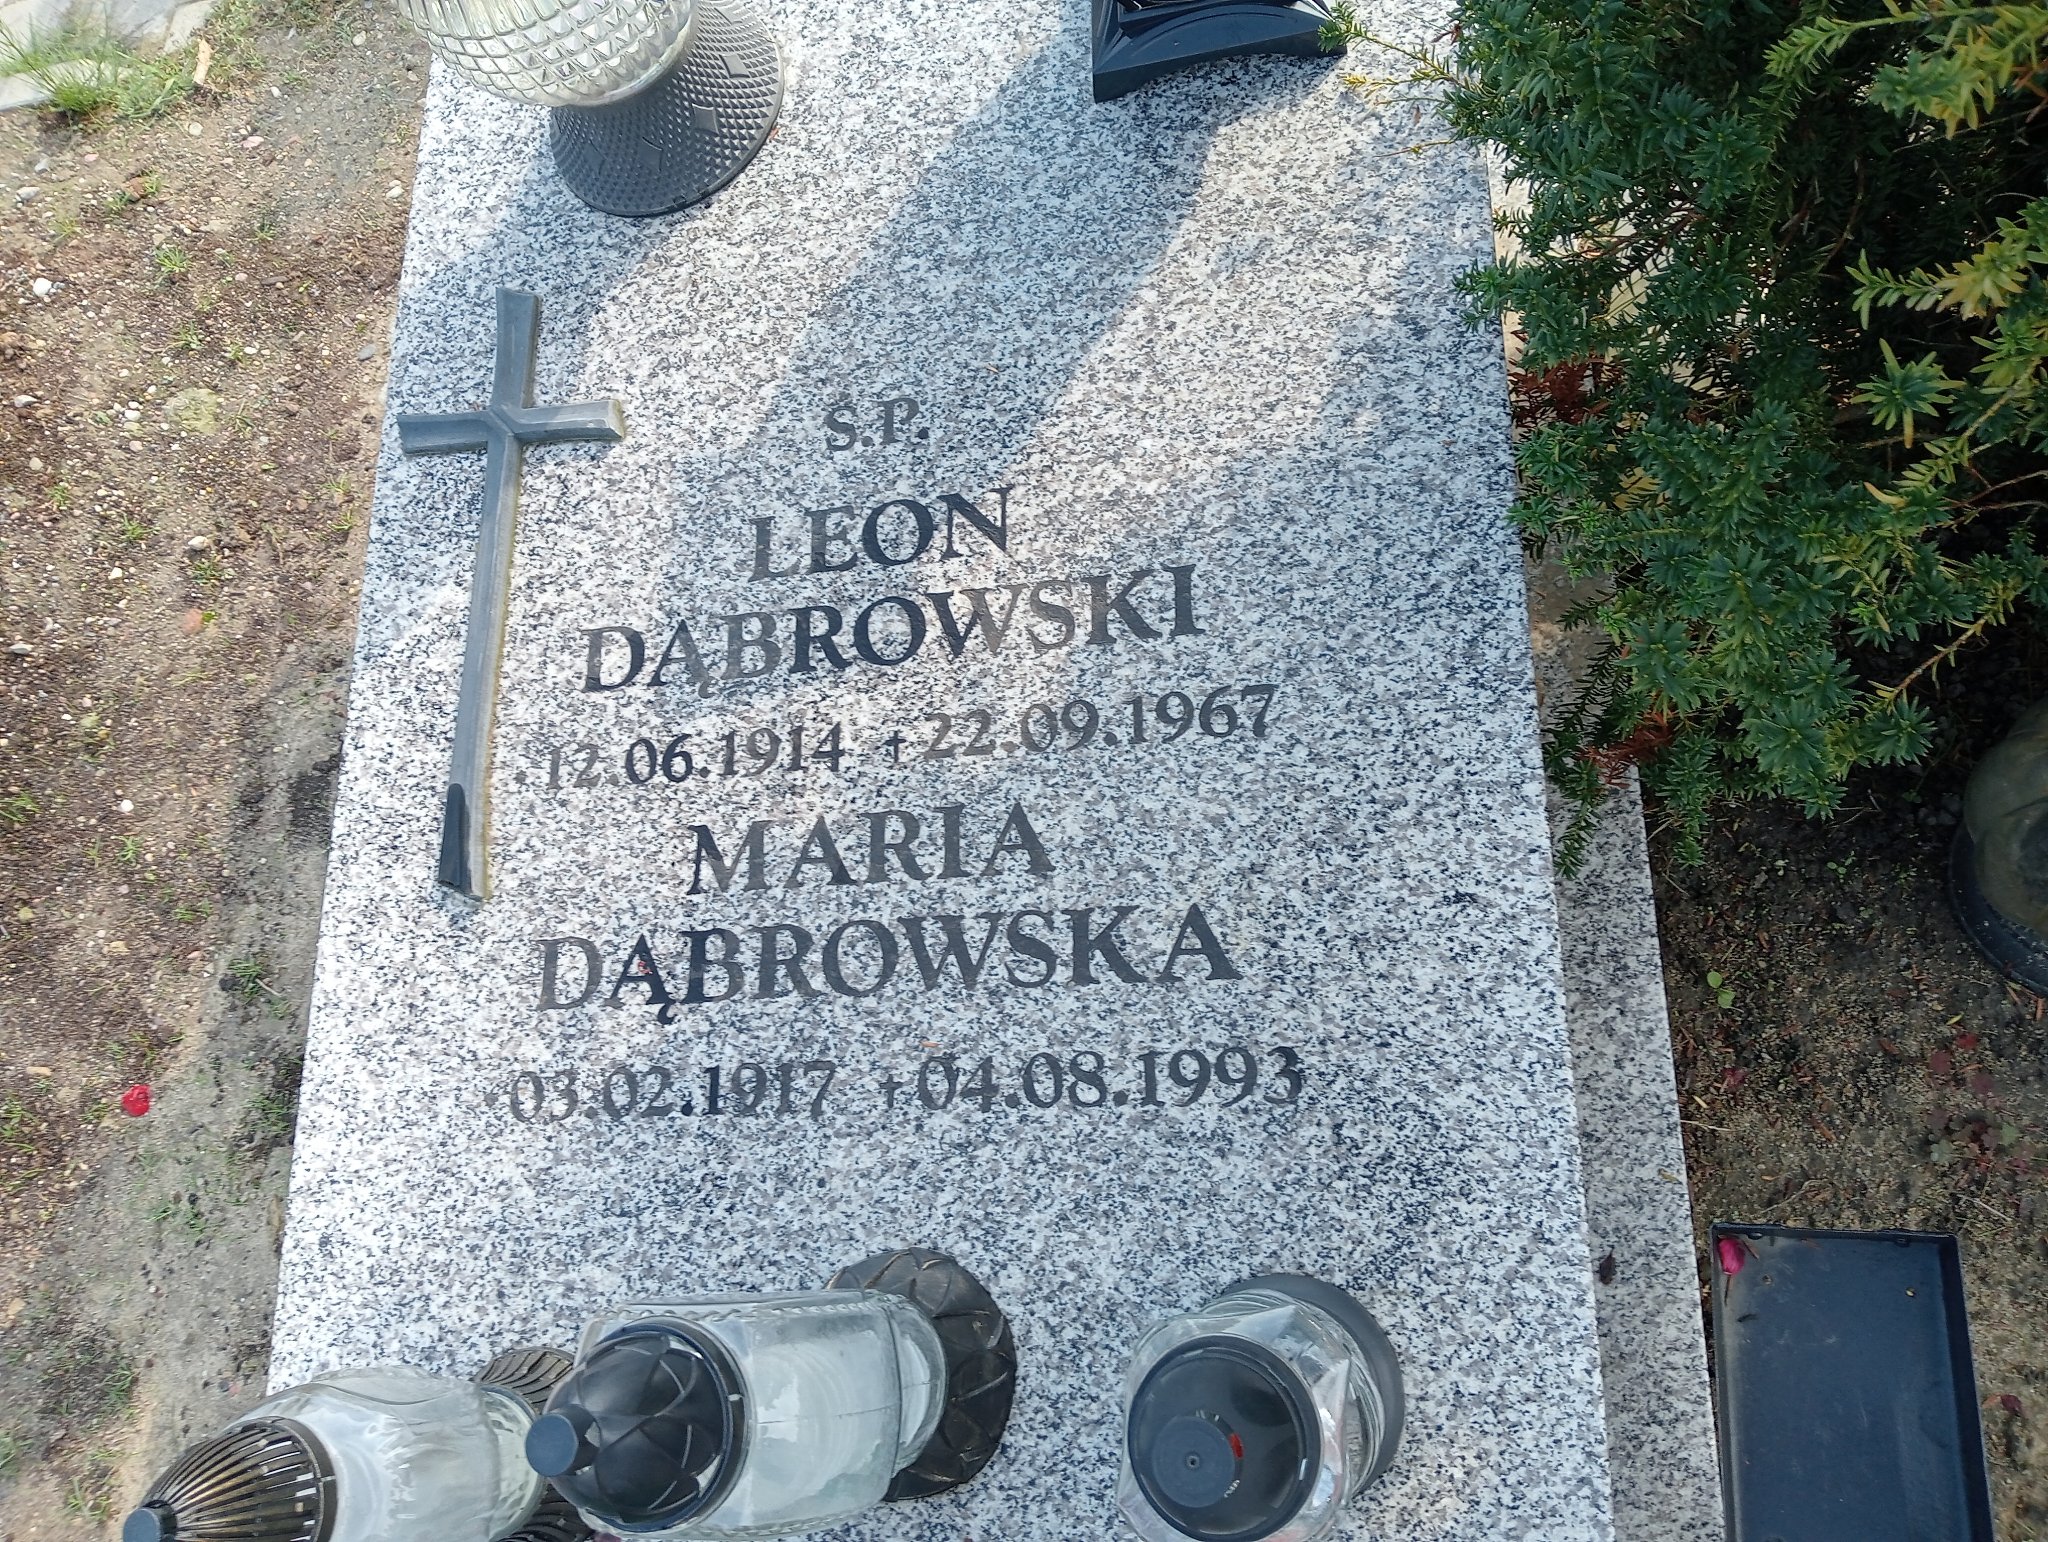 Ś.P.
LEON
DĄBROWSKI
* 12.06.1914 + 22.09.1967
MARIA
DĄBROWSKA
* 03.02.1917 + 04.08.1993